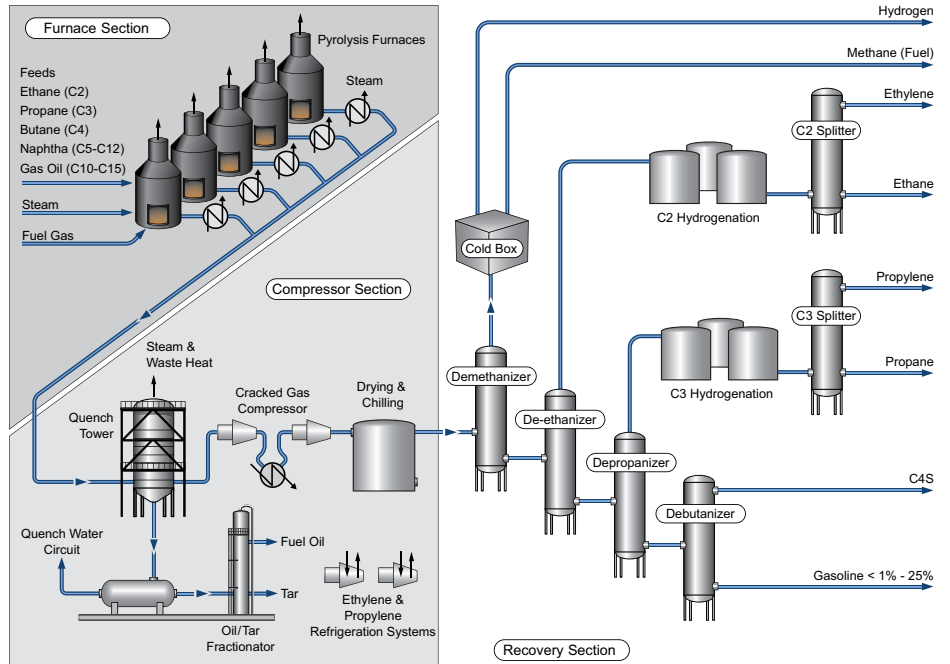 Furnace Section
Pyrolysis Furnaces
Feeds
Ethane (C2)
Propane (C3)
Butane (C4)
Naphtha (C5-C12)
Gas Oil (C10-C15)
Steam
Fuel Gas
Steam
Compressor Section
Steam &
Waste Heat
Quench
Tower
Cracked Gas
Compressor
Drying &
Chilling
Quench Water
Circuit
Fuel Oil
Tar
Oil/Tar
Fractionator
Ethylene &
Propylene
Refrigeration Systems
Hydrogen
Methane (Fuel)
Ethylene
C2 Splitter
Ethane
C2 Hydrogenation
Cold Box
Propylene
C3 Splitter
Propane
C3 Hydrogenation
Demethanizer
De-ethanizer
Depropanizer
Debutanizer
C4S
Gasoline < 1% - 25%
Recovery Section